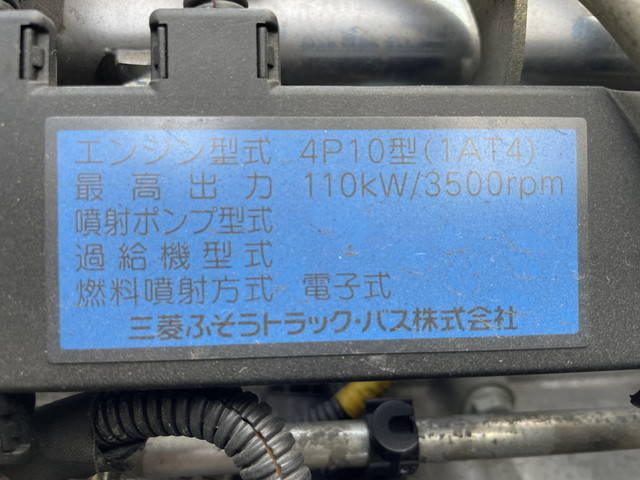 エンジン型式 4P10型(1AT4)
最高出力 110kW/3500rpm
噴射ポンプ型式
過給機型式
燃料噴射方式 電子式
三菱ふそうトラック・バス株式会社